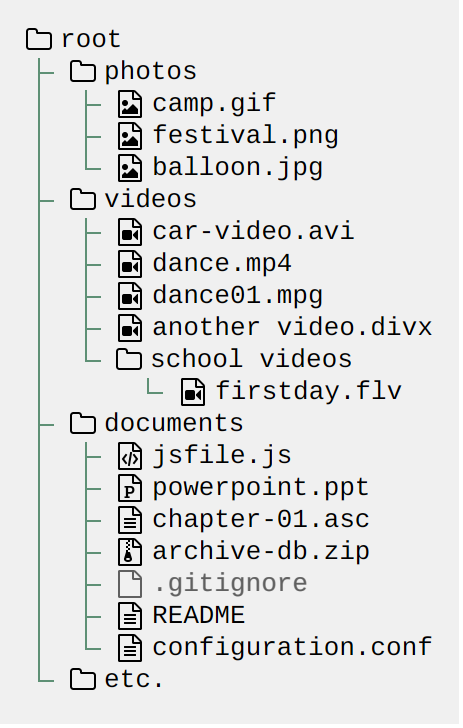 root
photos
camp.gif
festival.png
balloon.jpg
videos
car-video.avi
dance.mp4
dance01.mpg
another video.divx
school videos
firstday.flv
documents
jsfile.js
powerpoint.ppt
chapter-01.asc
archive-db.zip
.gitignore
README
configuration.conf
etc.